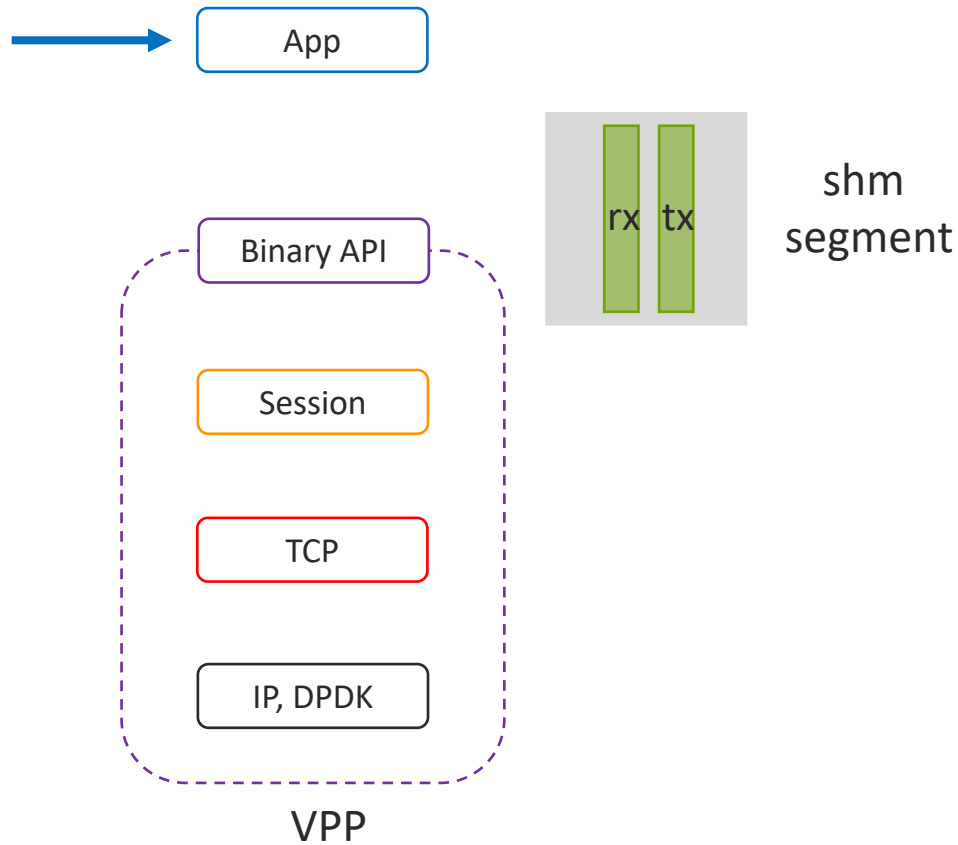 App
rx tx
shm
segment
Binary API
Session
TCP
IP, DPDK
VPP